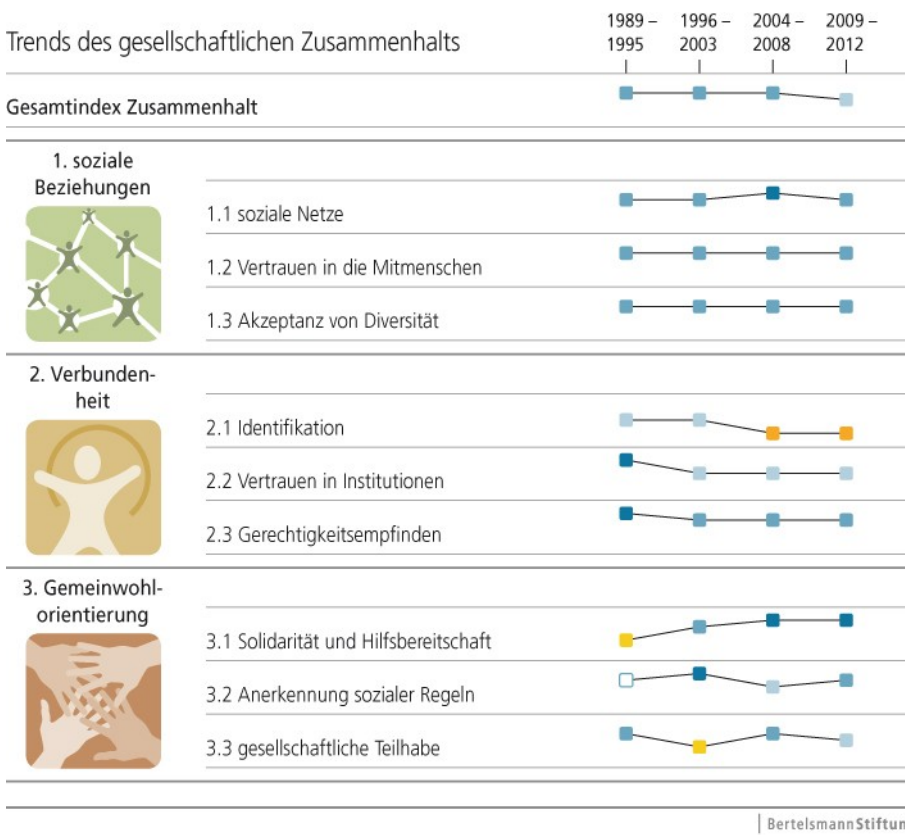 Trends des gesellschaftlichen Zusammenhalts
1989 –
1995
1996 –
2003
2004 –
2008
2009 –
2012
Gesamtindex Zusammenhalt
1. soziale
Beziehungen
1.1 soziale Netze
1.2 Vertrauen in die Mitmenschen
1.3 Akzeptanz von Diversität
2. Verbunden-
heit
2.1 Identifikation
2.2 Vertrauen in Institutionen
2.3 Gerechtigkeitsempfinden
3. Gemeinwohl-
orientierung
3.1 Solidarität und Hilfsbereitschaft
3.2 Anerkennung sozialer Regeln
3.3 gesellschaftliche Teilhabe
BertelsmannStiftun